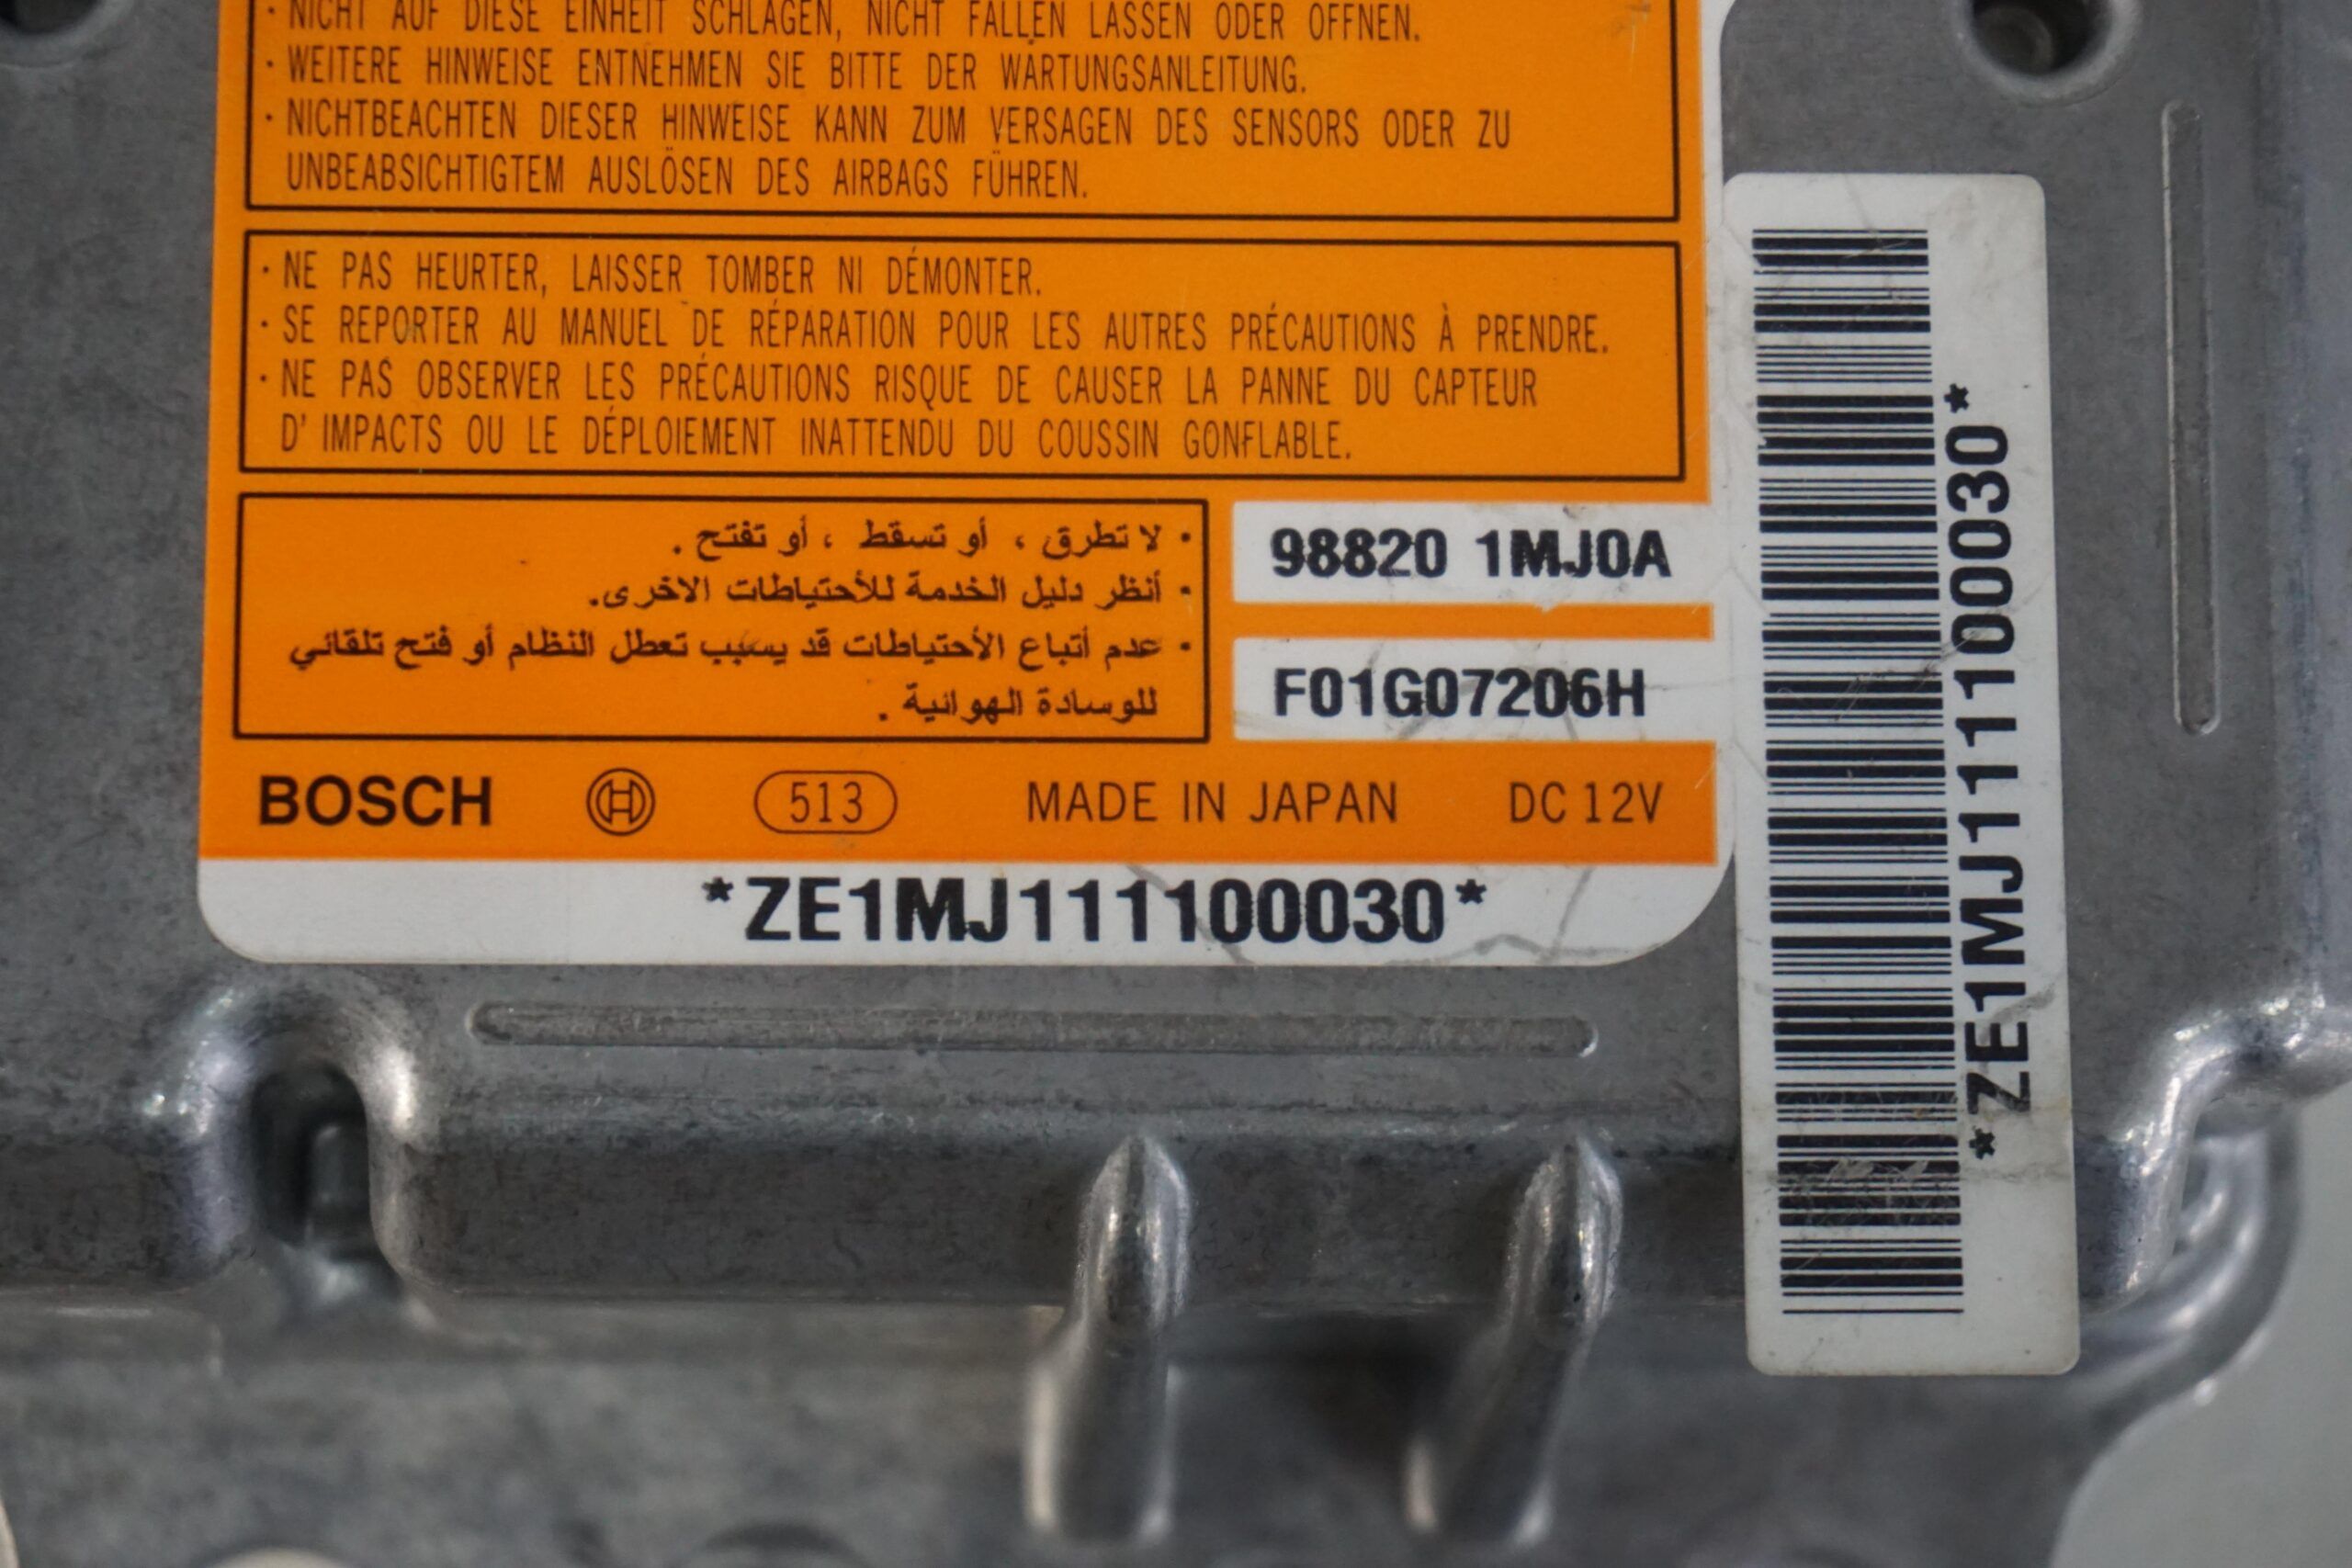 · NICHT AUF DIESE EINHEIT SCHLAGEN, NICHT FALLEN LASSEN ODER ÖFFNEN.
· WEITERE HINWEISE ENTNEHMEN SIE BITTE DER WARTUNGSANLEITUNG.
· NICHTBEACHTEN DIESER HINWEISE KANN ZUM VERSAGEN DES SENSORS ODER ZU
UNBEABSICHTIGTEM AUSLÖSEN DES AIRBAGS FÜHREN.
· NE PAS HEURTER, LAISSER TOMBER NI DÉMONTER.
· SE REPORTER AU MANUEL DE RÉPARATION POUR LES AUTRES PRÉCAUTIONS À PRENDRE.
· NE PAS OBSERVER LES PRÉCAUTIONS RISQUE DE CAUSER LA PANNE DU CAPTEUR
D' IMPACTS OU LE DÉPLOIEMENT INATTENDU DU COUSSIN GONFLABLE.
· لا تطرق ، أو تسقط ، أو تفتح .
· أنظر دليل الخدمة للأحتياطات الاخرى.
· عدم أتباع الأحتياطات قد يسبب تعطل النظام أو فتح تلقائي
للوسادة الهوائية .
98820 1MJ0A
F01G07206H
BOSCH 513 MADE IN JAPAN DC 12V
*ZE1MJ111100030*
*ZE1MJ111100030*